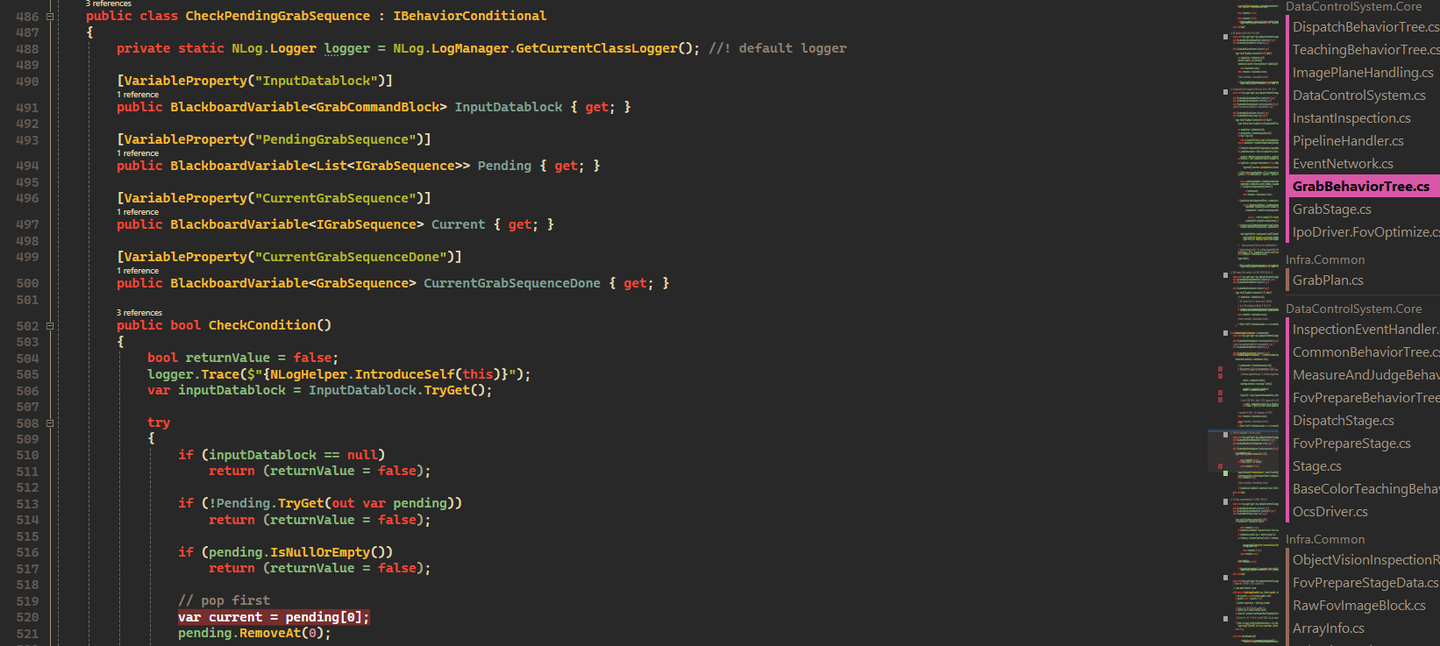 3 references
486 public class CheckPendingGrabSequence : IBehaviorConditional
487 {
488 private static NLog.Logger logger = NLog.LogManager.GetCurrentClassLogger(); //! default logger
489
490 [VariableProperty("InputDatablock")]
1 reference
491 public BlackboardVariable<GrabCommandBlock> InputDatablock { get; }
492
493 [VariableProperty("PendingGrabSequence")]
1 reference
494 public BlackboardVariable<List<IGrabSequence>> Pending { get; }
495
496 [VariableProperty("CurrentGrabSequence")]
1 reference
497 public BlackboardVariable<IGrabSequence> Current { get; }
498
499 [VariableProperty("CurrentGrabSequenceDone")]
1 reference
500 public BlackboardVariable<GrabSequence> CurrentGrabSequenceDone { get; }
501
3 references
502 public bool CheckCondition()
503 {
504 bool returnValue = false;
505 logger.Trace($"{NLogHelper.IntroduceSelf(this)}");
506 var inputDatablock = InputDatablock.TryGet();
507
508 try
509 {
510 if (inputDatablock == null)
511 return (returnValue = false);
512
513 if (!Pending.TryGet(out var pending))
514 return (returnValue = false);
515
516 if (pending.IsNullOrEmpty())
517 return (returnValue = false);
518
519 // pop first
520 var current = pending[0];
521 pending.RemoveAt(0);
DataControlSystem.Core
DispatchBehaviorTree.cs
TeachingBehaviorTree.cs
ImagePlaneHandling.cs
DataControlSystem.cs
InstantInspection.cs
PipelineHandler.cs
EventNetwork.cs
GrabBehaviorTree.cs
GrabStage.cs
IpoDriver.FovOptimize.cs
Infra.Common
GrabPlan.cs
DataControlSystem.Core
InspectionEventHandler.
CommonBehaviorTree.cs
MeasureAndJudgeBehav
FovPrepareBehaviorTree
DispatchStage.cs
FovPrepareStage.cs
Stage.cs
BaseColorTeachingBehav
OcsDriver.cs
Infra.Common
ObjectVisionInspectionR
FovPrepareStageData.cs
RawFovImageBlock.cs
ArrayInfo.cs